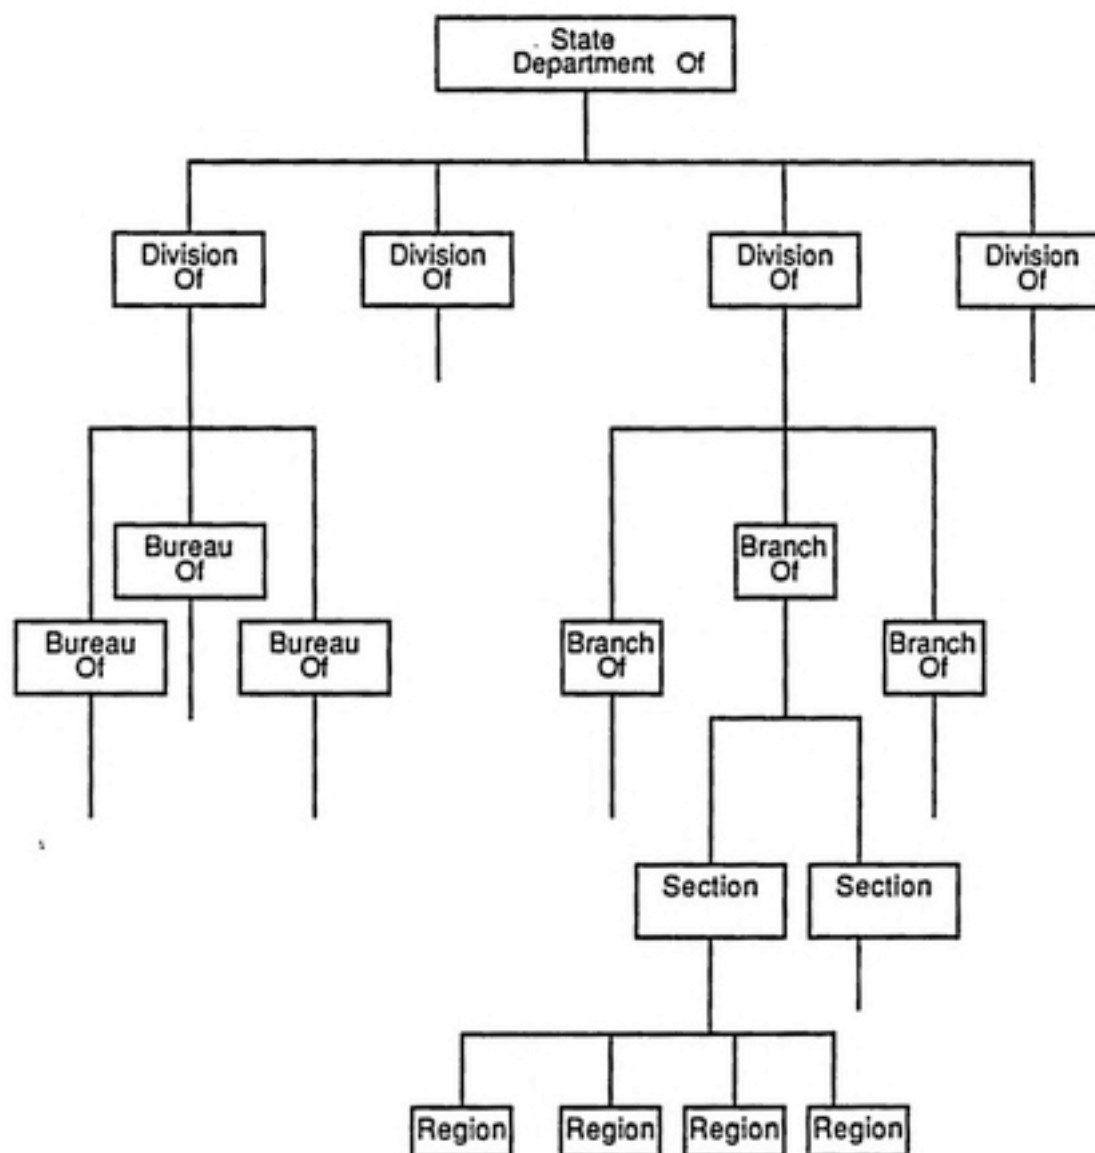 State
Department Of
Division
Of
Division
Of
Division
Of
Division
Of
Bureau
Of
Branch
Of
Bureau
Of
Bureau
Of
Branch
Of
Branch
Of
Section
Section
Region
Region
Region
Region